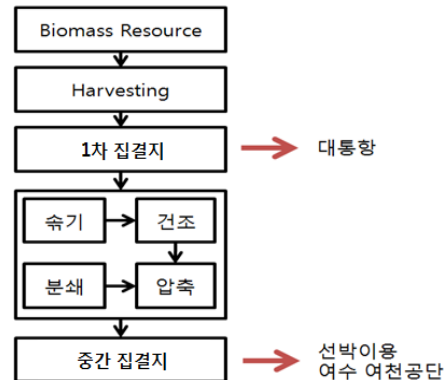 Biomass Resource
Harvesting
1차 집결지
대통항
솎기
건조
분쇄
압축
중간 집결지
선박이용
여수 여천공단